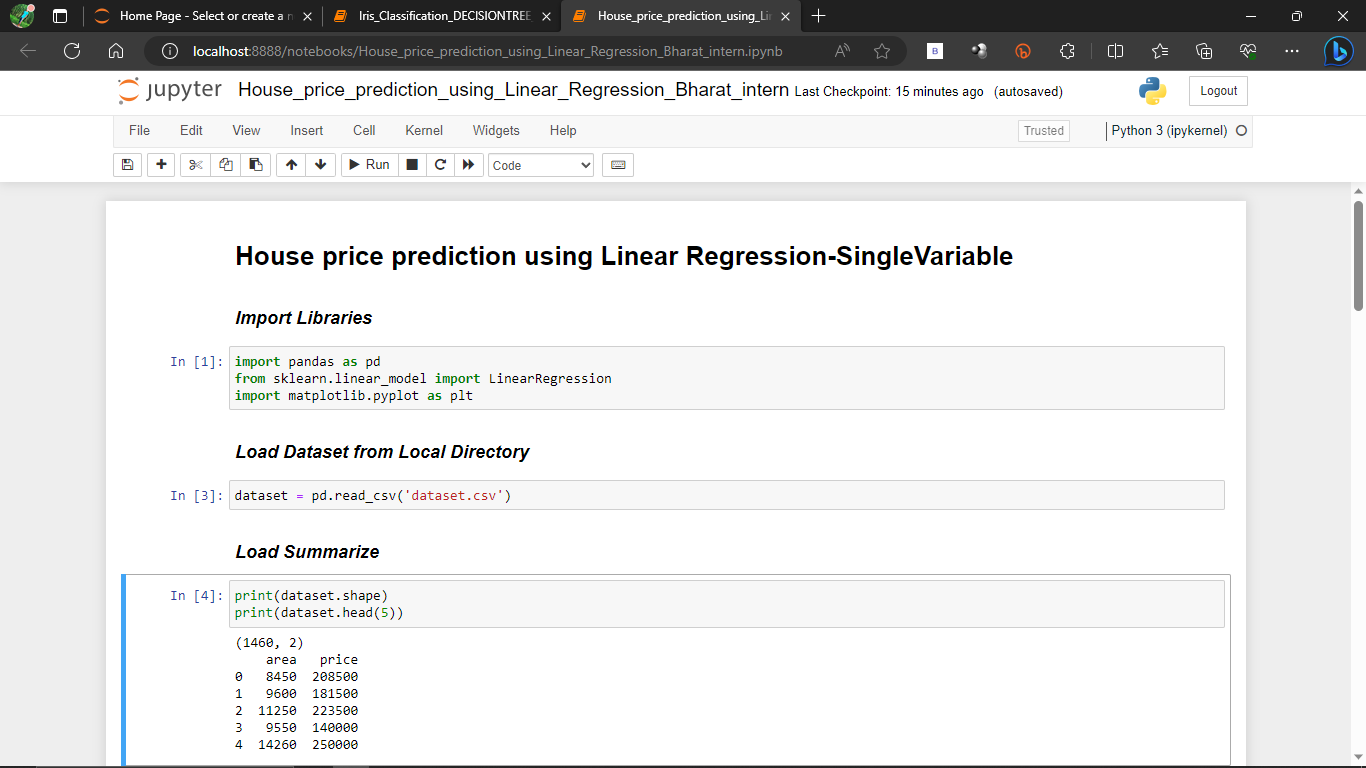 Home Page - Select or create a n
Iris_Classification_DECISIONTREE
House_price_prediction_using_Li
localhost:8888/notebooks/House_price_prediction_using_Linear_Regression_Bharat_intern.ipynb
jupyter House_price_prediction_using_Linear_Regression_Bharat_intern Last Checkpoint: 15 minutes ago (autosaved)
Logout
File Edit View Insert Cell Kernel Widgets Help
Trusted
Python 3 (ipykernel)
Run
Code
House price prediction using Linear Regression-SingleVariable
Import Libraries
In [1]: import pandas as pd
from sklearn.linear_model import LinearRegression
import matplotlib.pyplot as plt
Load Dataset from Local Directory
In [3]: dataset = pd.read_csv('dataset.csv')
Load Summarize
In [4]: print(dataset.shape)
print(dataset.head(5))
(1460, 2)
area price
0 8450 208500
1 9600 181500
2 11250 223500
3 9550 140000
4 14260 250000